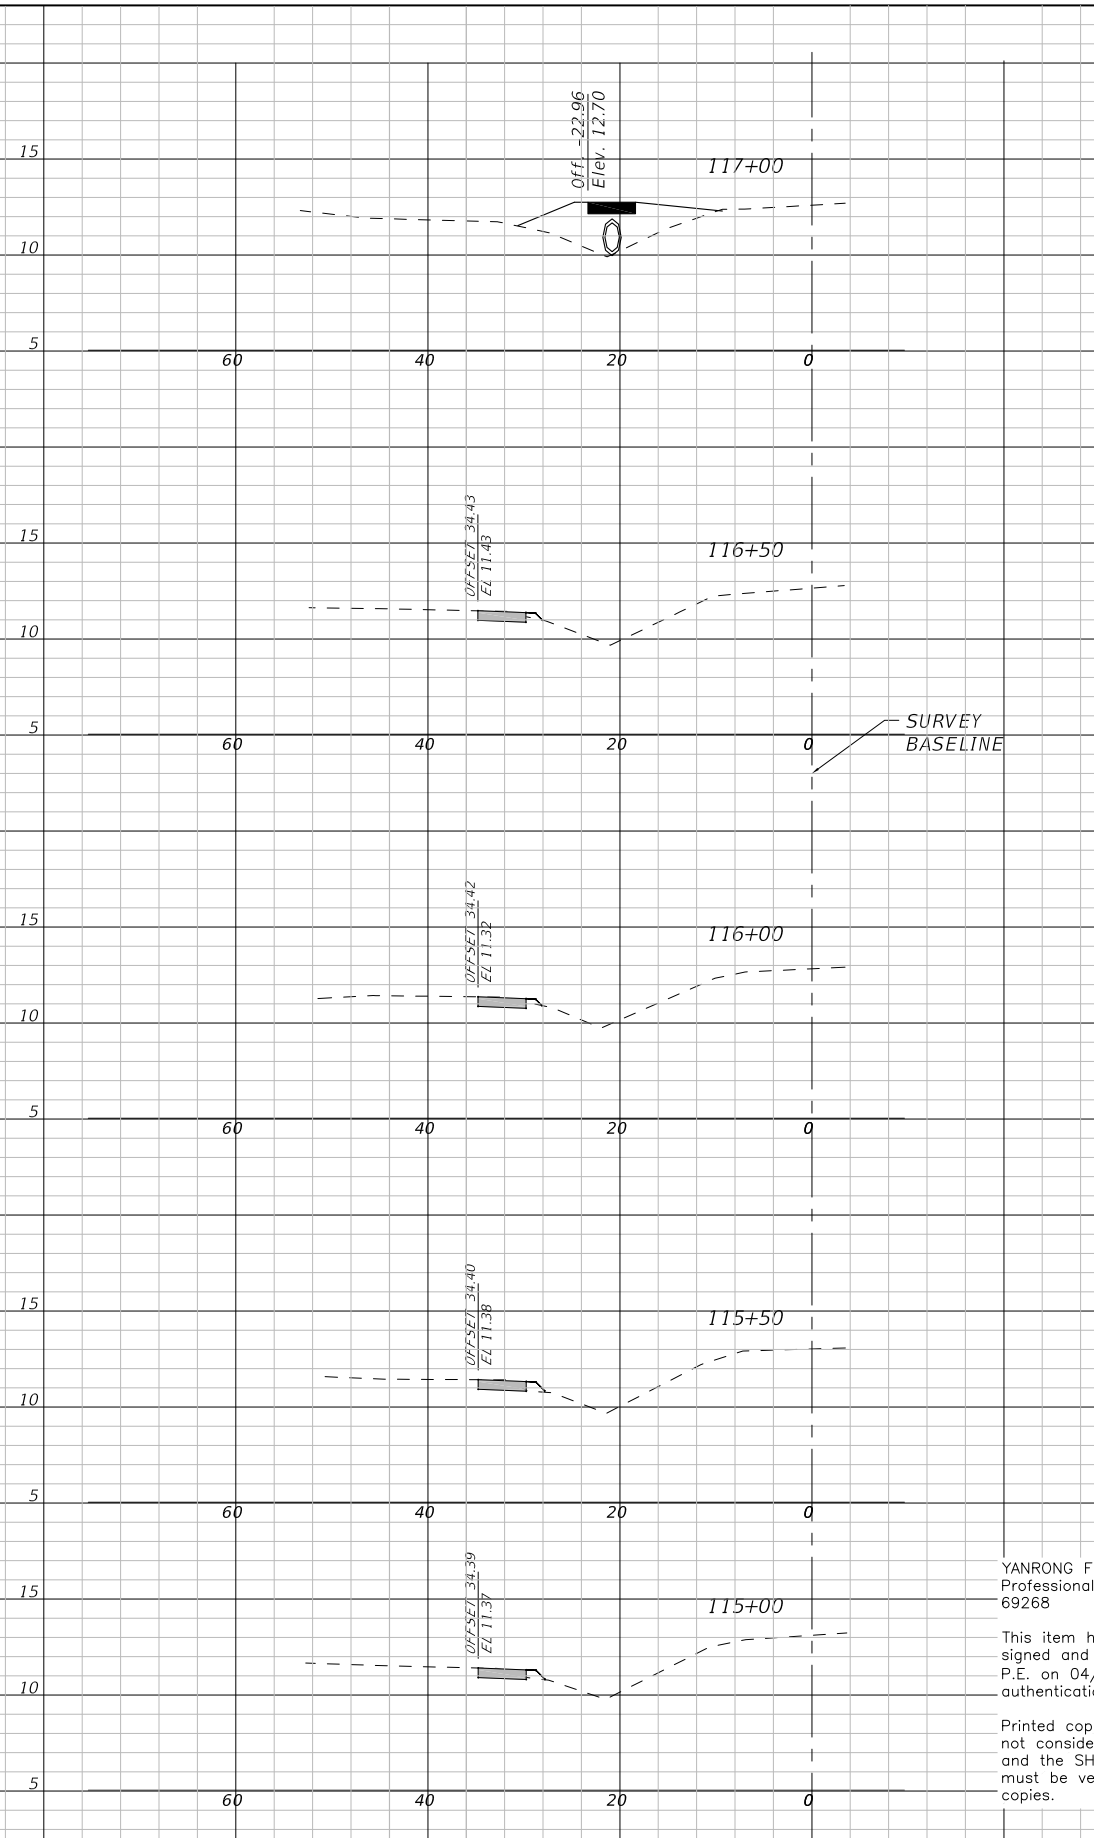 Off. -22.96
Elev. 12.70
15
117+00
10
5
60 40 20 0
OFFSET 34.43
EL 11.43
15
116+50
10
5
60 40 20 0
SURVEY
BASELINE
OFFSET 34.42
EL 11.32
15
116+00
10
5
60 40 20 0
OFFSET 34.40
EL 11.38
15
115+50
10
5
60 40 20 0
OFFSET 34.39
EL 11.37
15
115+00
10
5
60 40 20 0
YANRONG F
Professional
69268
This item h
signed and
P.E. on 04/
authenticatio
Printed cop
not conside
and the SH
must be ve
copies.